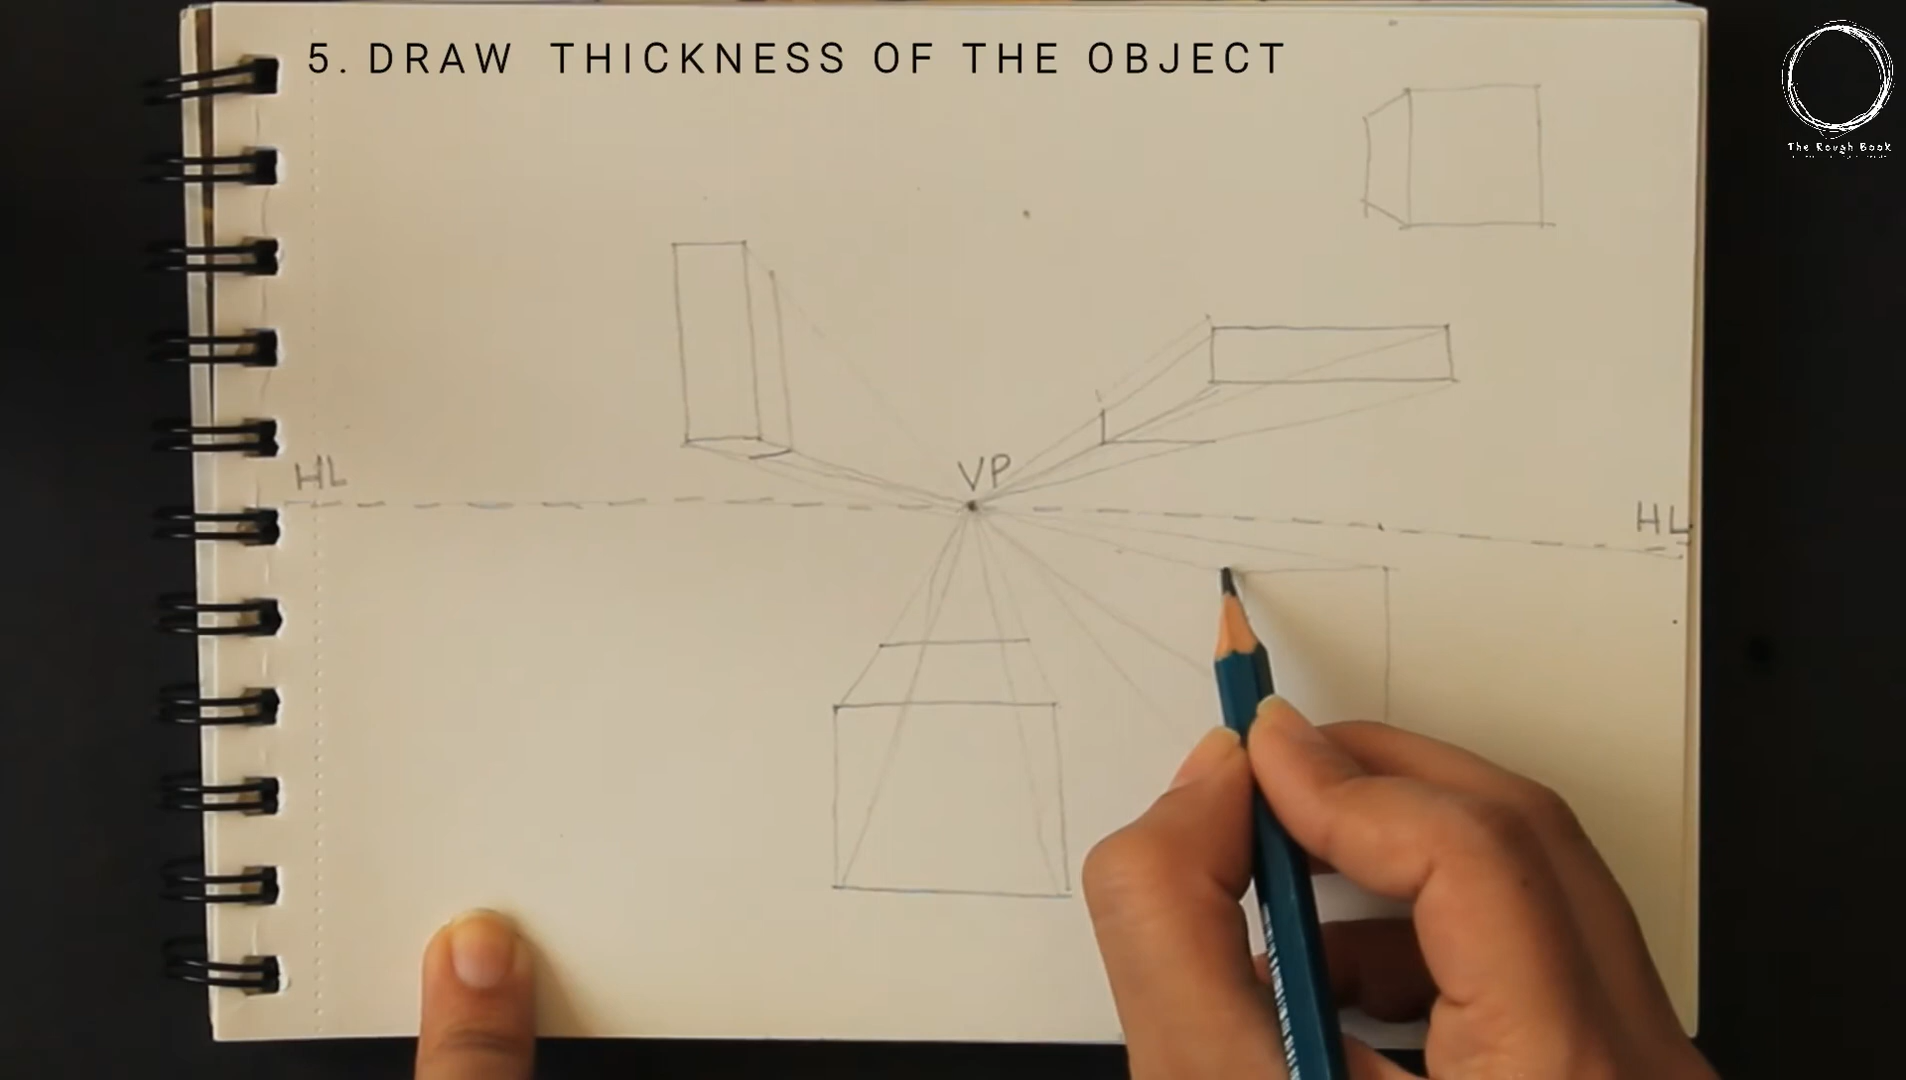 5. DRAW THICKNESS OF THE OBJECT
The Rough Book
HL
VP
HL